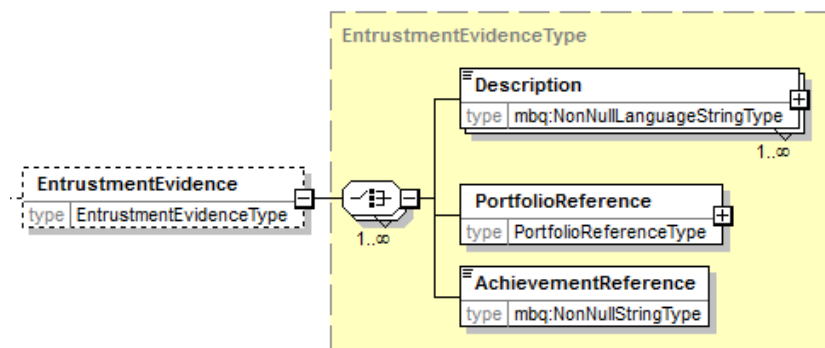 EntrustmentEvidenceType
Description
type mbq:NonNullLanguageStringType
1..∞
EntrustmentEvidence
type EntrustmentEvidenceType
1..∞
PortfolioReference
type PortfolioReferenceType
AchievementReference
type mbq:NonNullStringType